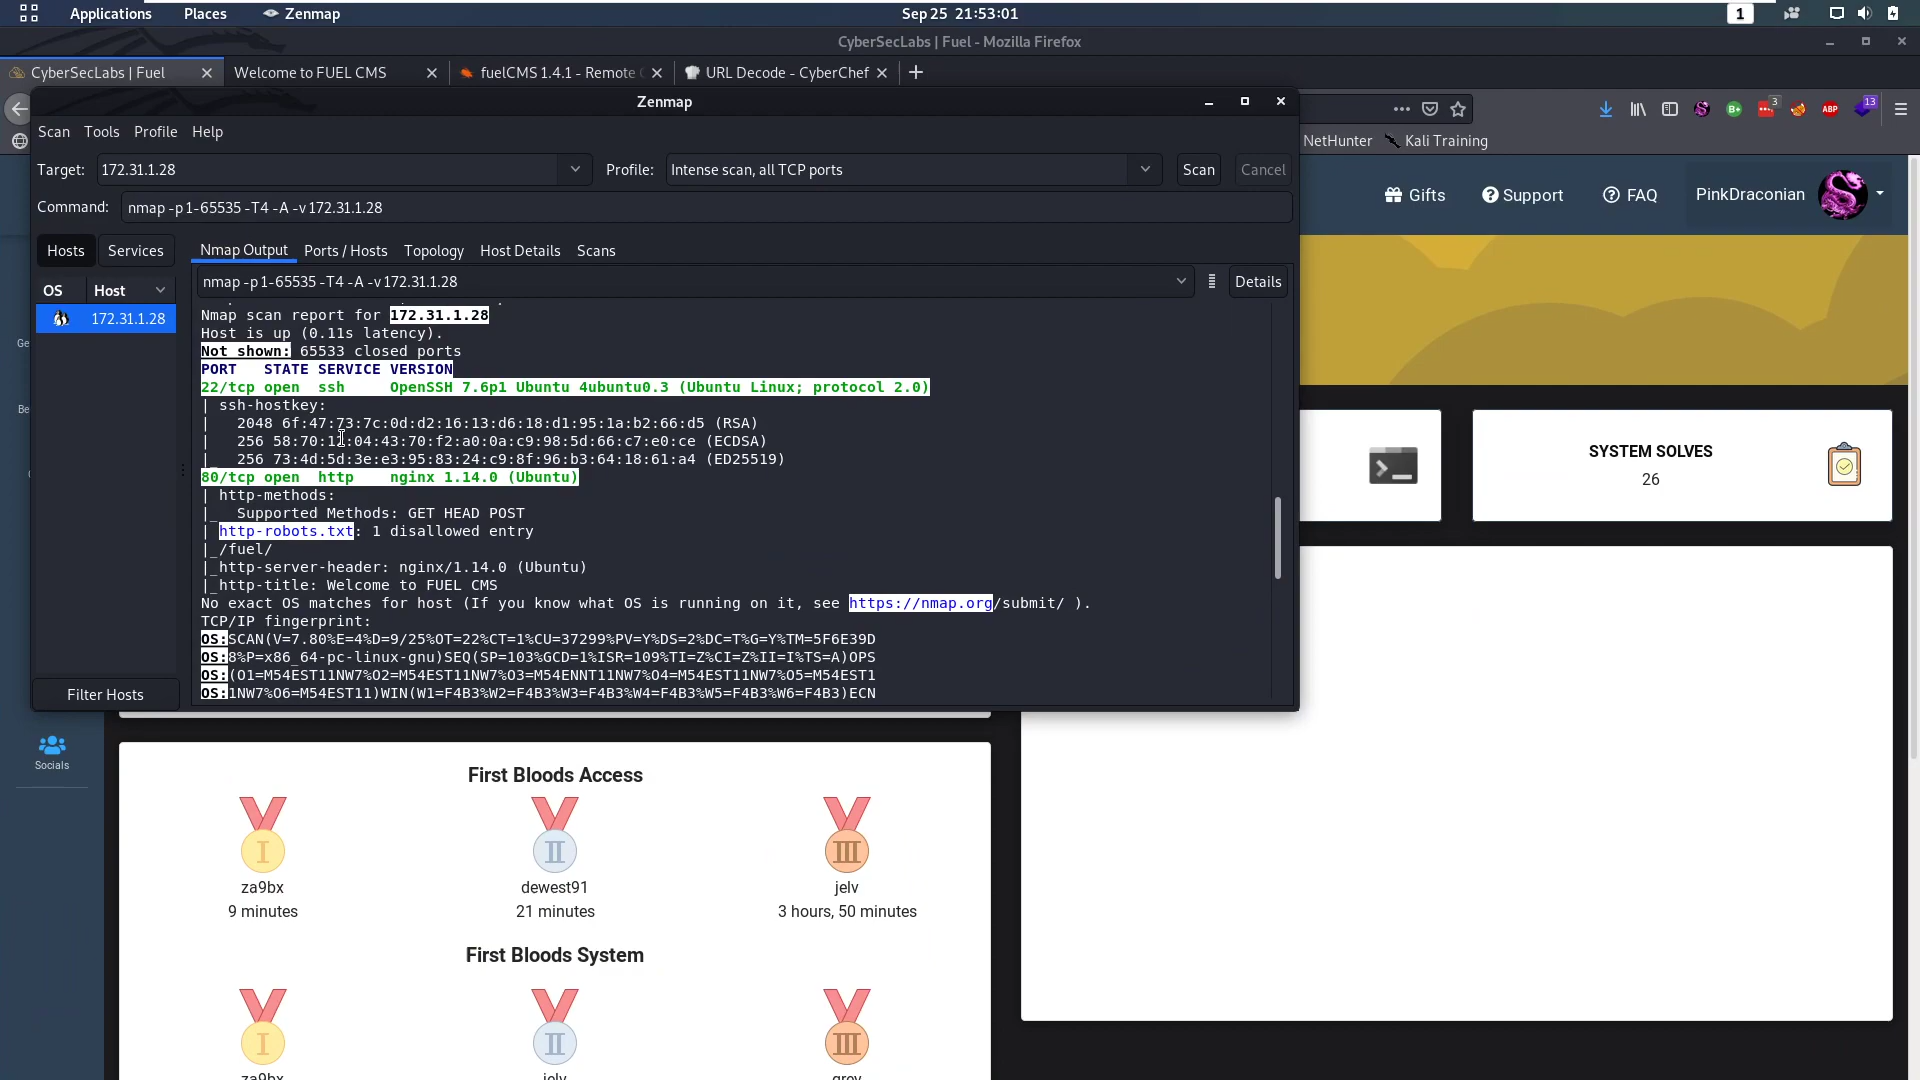 Applications
Places
Zenmap
Sep 25 21:53:01
1
CyberSecLabs | Fuel - Mozilla Firefox
CyberSecLabs | Fuel
Welcome to FUEL CMS
fuelCMS 1.4.1 - Remote
URL Decode - CyberChef
Zenmap
3
ABP
13
Scan
Tools
Profile
Help
NetHunter
Kali Training
Target:
172.31.1.28
Profile:
Intense scan, all TCP ports
Scan
Cancel
Command:
nmap -p 1-65535 -T4 -A -v 172.31.1.28
Gifts
Support
FAQ
PinkDraconian
Hosts
Services
Nmap Output
Ports / Hosts
Topology
Host Details
Scans
OS
Host
nmap -p 1-65535 -T4 -A -v 172.31.1.28
Details
172.31.1.28
Nmap scan report for 172.31.1.28
Host is up (0.11s latency).
Not shown: 65533 closed ports
PORT   STATE SERVICE VERSION
22/tcp open  ssh     OpenSSH 7.6p1 Ubuntu 4ubuntu0.3 (Ubuntu Linux; protocol 2.0)
| ssh-hostkey:
|   2048 6f:47:73:7c:0d:d2:16:13:d6:18:d1:95:1a:b2:66:d5 (RSA)
|   256 58:70:12:04:43:70:f2:a0:0a:c9:98:5d:66:c7:e0:ce (ECDSA)
|_  256 73:4d:5d:3e:e3:95:83:24:c9:8f:96:b3:64:18:61:a4 (ED25519)
80/tcp open  http    nginx 1.14.0 (Ubuntu)
| http-methods:
|_  Supported Methods: GET HEAD POST
| http-robots.txt: 1 disallowed entry
|_/fuel/
|_http-server-header: nginx/1.14.0 (Ubuntu)
|_http-title: Welcome to FUEL CMS
No exact OS matches for host (If you know what OS is running on it, see https://nmap.org/submit/ ).
TCP/IP fingerprint:
OS:SCAN(V=7.80%E=4%D=9/25%OT=22%CT=1%CU=37299%PV=Y%DS=2%DC=T%G=Y%TM=5F6E39D
OS:8%P=x86_64-pc-linux-gnu)SEQ(SP=103%GCD=1%ISR=109%TI=Z%CI=Z%II=I%TS=A)OPS
OS:(O1=M54EST11NW7%O2=M54EST11NW7%O3=M54ENNT11NW7%O4=M54EST11NW7%O5=M54EST1
OS:1NW7%O6=M54EST11)WIN(W1=F4B3%W2=F4B3%W3=F4B3%W4=F4B3%W5=F4B3%W6=F4B3)ECN
Filter Hosts
SYSTEM SOLVES
26
Ge
Be
Socials
First Bloods Access
za9bx
9 minutes
dewest91
21 minutes
jelv
3 hours, 50 minutes
First Bloods System
za9bx
jelv